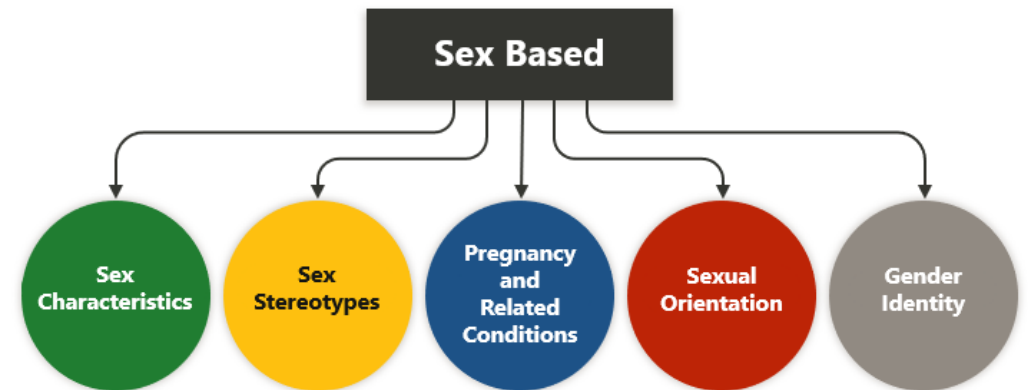 Sex Based
Sex
Characteristics
Sex
Stereotypes
Pregnancy
and
Related
Conditions
Sexual
Orientation
Gender
Identity